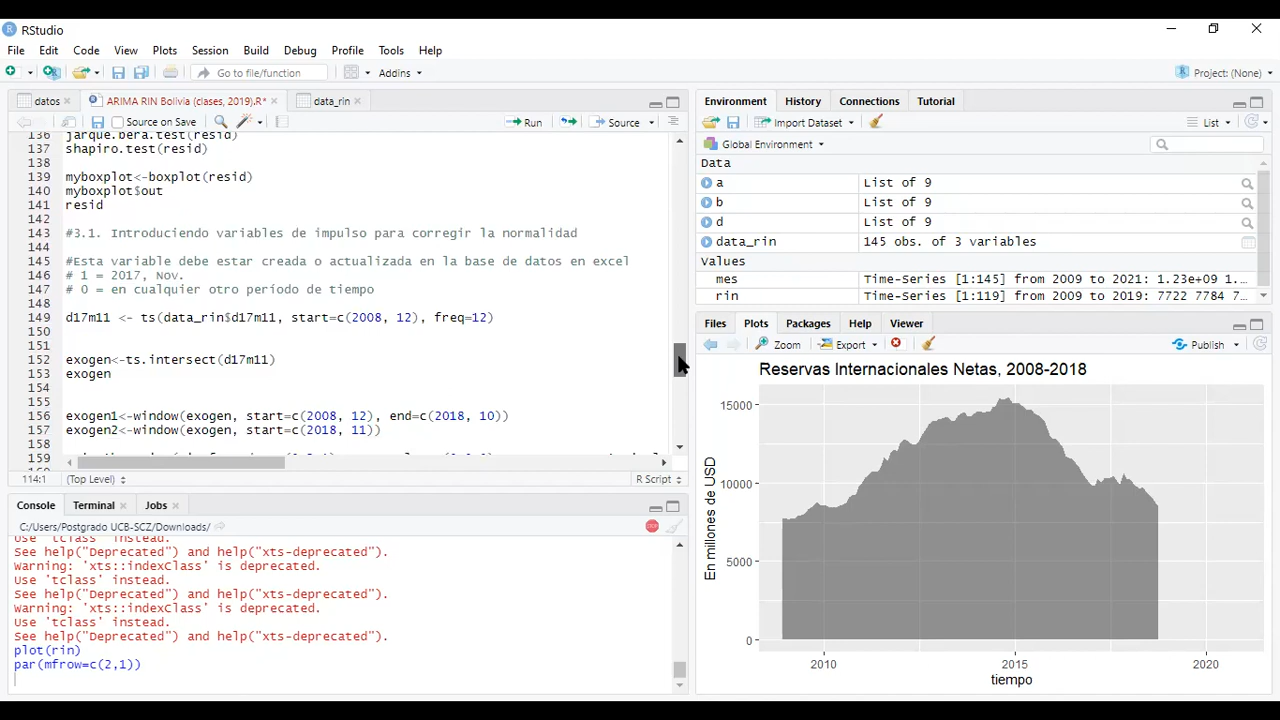 RStudio
File Edit Code View Plots Session Build Debug Profile Tools Help
Go to file/function Addins Project: (None)
datos ARIMA RIN Bolivia (clases, 2019).R* data_rin
Source on Save Run Source
136 jarque.bera.test(resid)
137 shapiro.test(resid)
138
139 myboxplot<-boxplot(resid)
140 myboxplot$out
141 resid
142
143 #3.1. Introduciendo variables de impulso para corregir la normalidad
144
145 #Esta variable debe estar creada o actualizada en la base de datos en excel
146 # 1 = 2017, Nov.
147 # 0 = en cualquier otro periodo de tiempo
148
149 d17m11 <- ts(data_rin$d17m11, start=c(2008, 12), freq=12)
150
151
152 exogen<-ts.intersect(d17m11)
153 exogen
154
155
156 exogen1<-window(exogen, start=c(2008, 12), end=c(2018, 10))
157 exogen2<-window(exogen, start=c(2018, 11))
158
159
114:1 (Top Level) R Script
Console Terminal Jobs
C:/Users/Postgrado UCB-SCZ/Downloads/
Use 'tclass' instead.
See help("Deprecated") and help("xts-deprecated").
Warning: 'xts::indexClass' is deprecated.
Use 'tclass' instead.
See help("Deprecated") and help("xts-deprecated").
Warning: 'xts::indexClass' is deprecated.
Use 'tclass' instead.
See help("Deprecated") and help("xts-deprecated").
plot(rin)
par(mfrow=c(2,1))
Environment History Connections Tutorial
Import Dataset List
Global Environment
Data
a List of 9
b List of 9
d List of 9
data_rin 145 obs. of 3 variables
Values
mes Time-Series [1:145] from 2009 to 2021: 1.23e+09 1...
rin Time-Series [1:119] from 2009 to 2019: 7722 7784 7...
Files Plots Packages Help Viewer
Zoom Export Publish
Reservas Internacionales Netas, 2008-2018
En millones de USD
15000
10000
5000
0
2010 2015 2020
tiempo